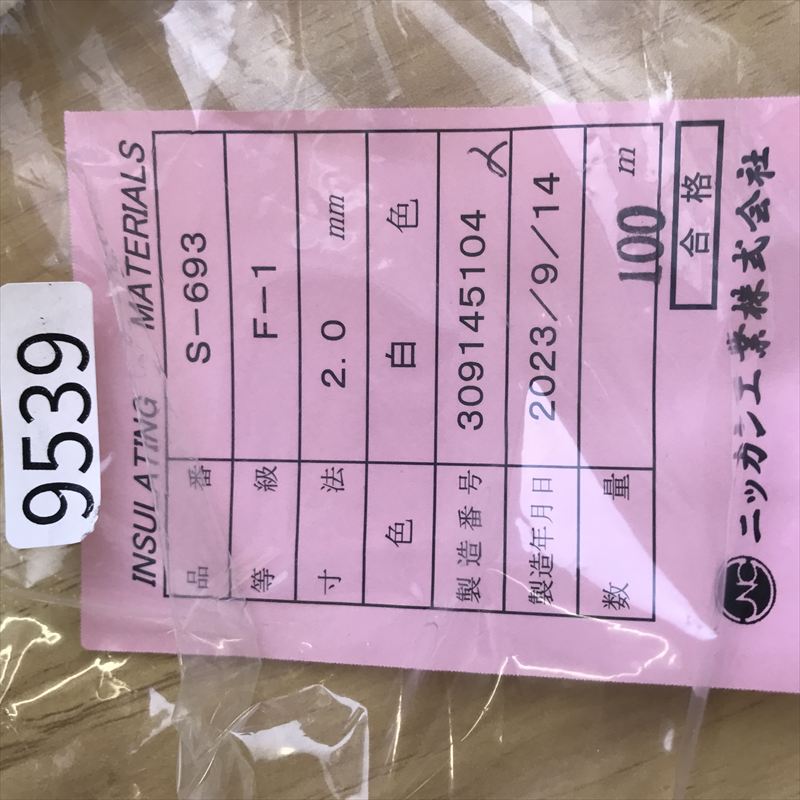 9539
INSULATING MATERIALS
品番 S-693
等級 F-1
寸法 2.0 mm
色 白色
製造番号 309145104
製造年月日 2023/9/14
数量 100 m
合格
ニッカン工業株式会社